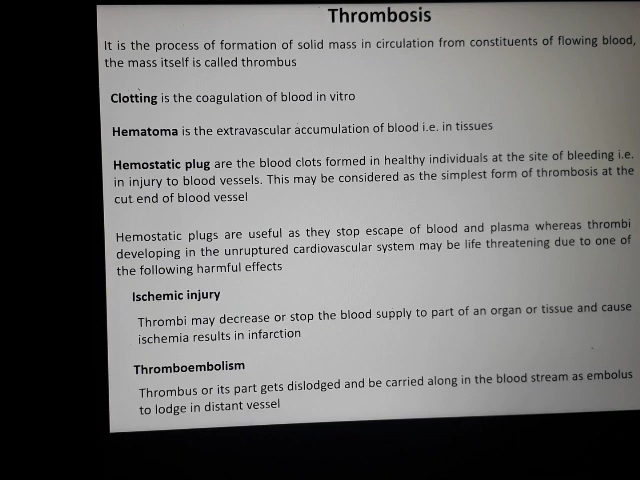 Thrombosis
It is the process of formation of solid mass in circulation from constituents of flowing blood,
the mass itself is called thrombus
Clotting is the coagulation of blood in vitro
Hematoma is the extravascular accumulation of blood i.e. in tissues
Hemostatic plug are the blood clots formed in healthy individuals at the site of bleeding i.e.
in injury to blood vessels. This may be considered as the simplest form of thrombosis at the
cut end of blood vessel
Hemostatic plugs are useful as they stop escape of blood and plasma whereas thrombi
developing in the unruptured cardiovascular system may be life threatening due to one of
the following harmful effects
Ischemic injury
Thrombi may decrease or stop the blood supply to part of an organ or tissue and cause
ischemia results in infarction
Thromboembolism
Thrombus or its part gets dislodged and be carried along in the blood stream as embolus
to lodge in distant vessel